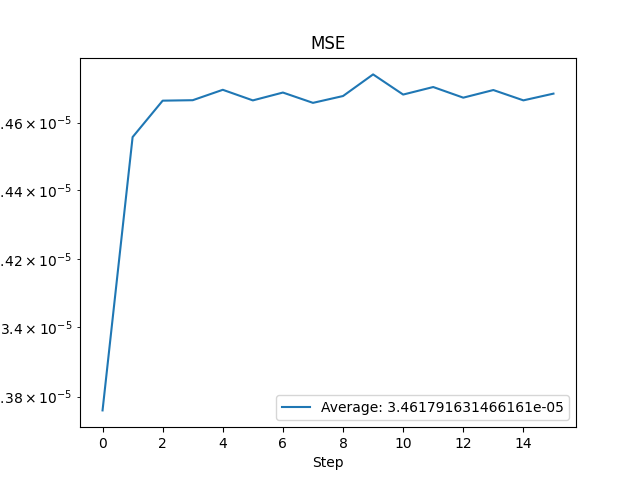 MSE
.46 × 10⁻⁵
.44 × 10⁻⁵
.42 × 10⁻⁵
3.4 × 10⁻⁵
.38 × 10⁻⁵
Average: 3.461791631466161e-05
0 2 4 6 8 10 12 14
Step